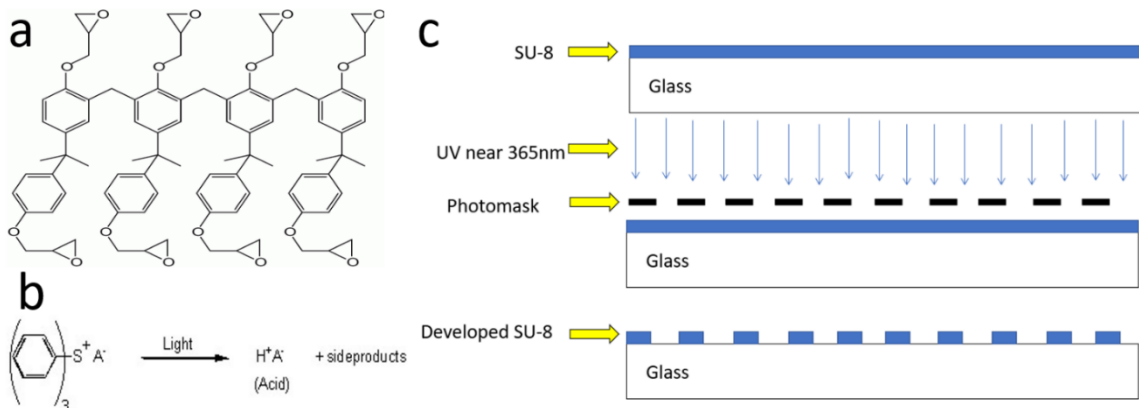 a
O O O O
O O O O
O O O O
O O O O
b
( )3 S+ A-
Light
H+A- + sideproducts
(Acid)
c
SU-8
Glass
UV near 365nm
Photomask
Glass
Developed SU-8
Glass